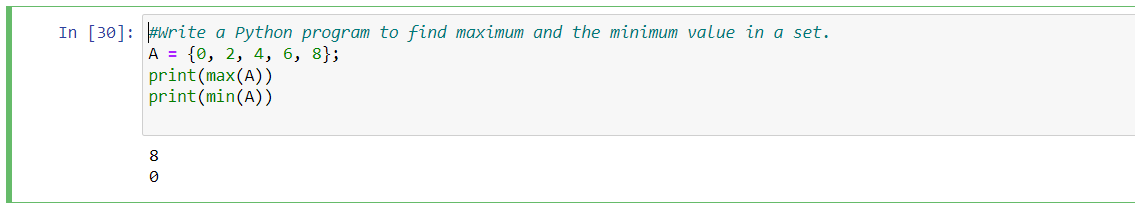 In [30]: #Write a Python program to find maximum and the minimum value in a set.
A = {0, 2, 4, 6, 8};
print(max(A))
print(min(A))
8
0